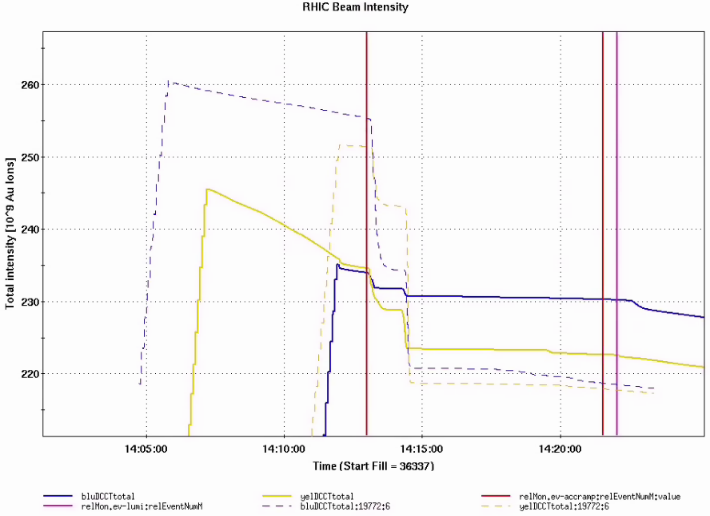 RHIC Beam Intensity
Total intensity [10^9 Au Ions]
260
250
240
230
220
14:05:00 14:10:00 14:15:00 14:20:00
Time (Start Fill = 36337)
bluDCCTtotal yelDCCTtotal relMon.ev-accramp:relEventNumM:value
relMon.ev-lumi:relEventNumM bluDCCTtotal:19772:6 yelDCCTtotal:19772:6